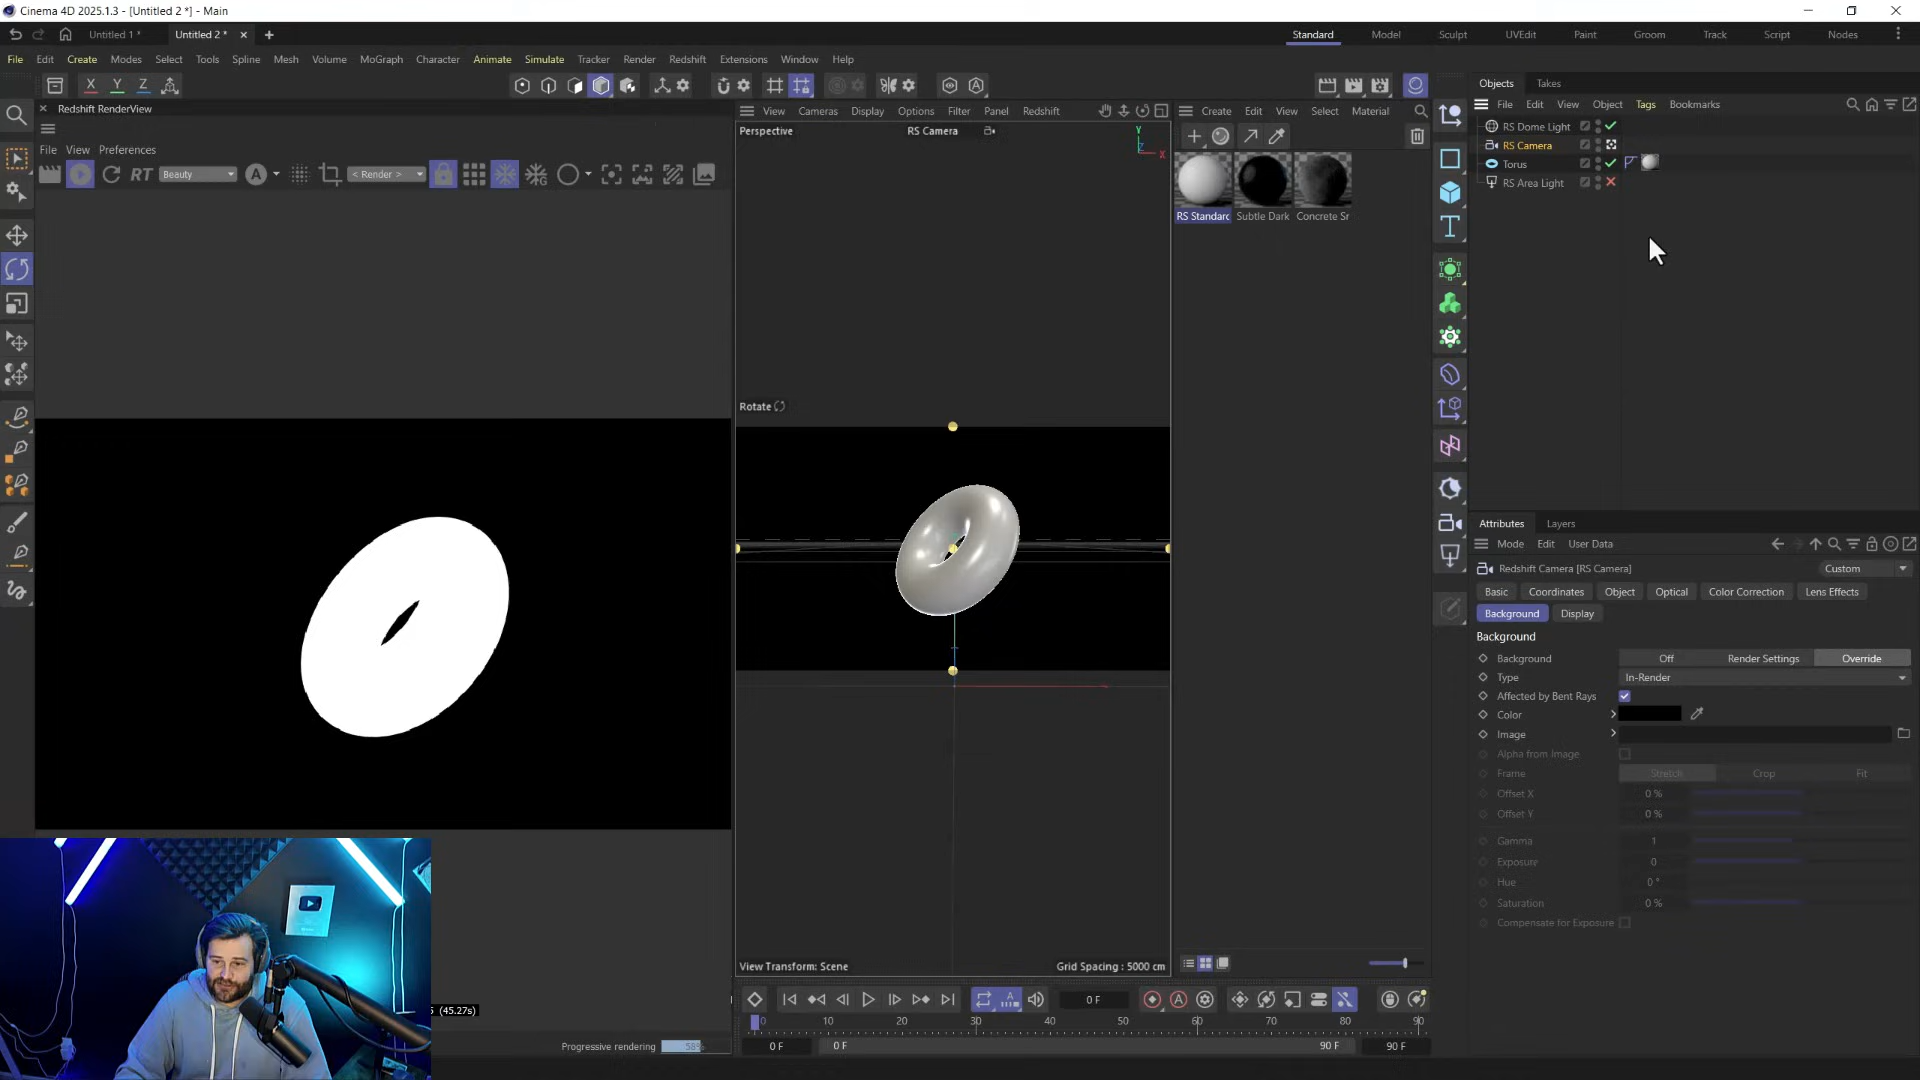 Cinema 4D 2025.1.3 - [Untitled 2 *] - Main
Untitled 1 *
Untitled 2 *
Standard
Model
Sculpt
UVEdit
Paint
Groom
Track
Script
Nodes
File Edit Create Modes Select Tools Spline Mesh Volume MoGraph Character Animate Simulate Tracker Render Redshift Extensions Window Help
X Y Z
Redshift RenderView
File View Preferences
RT
Beauty
A
< Render >
View Cameras Display Options Filter Panel Redshift
Perspective
RS Camera
Y
Z
X
Rotate
View Transform: Scene
Grid Spacing : 5000 cm
Create Edit View Select Material
RS Standarc
Subtle Dark
Concrete Sr
Objects
Takes
File Edit View Object Tags Bookmarks
RS Dome Light
RS Camera
Torus
RS Area Light
Attributes
Layers
Mode Edit User Data
Redshift Camera [RS Camera]
Custom
Basic
Coordinates
Object
Optical
Color Correction
Lens Effects
Background
Display
Background
Background
Off
Render Settings
Override
Type
In-Render
Affected by Bent Rays
Color
Image
Alpha from Image
Frame
Stretch
Crop
Fit
Offset X
0 %
Offset Y
0 %
Gamma
1
Exposure
0
Hue
0 °
Saturation
0 %
Compensate for Exposure
0 F
0 10 20 30 40 50 60 70 80 90
0 F
0 F
90 F
90 F
(45.27s)
Progressive rendering
58%